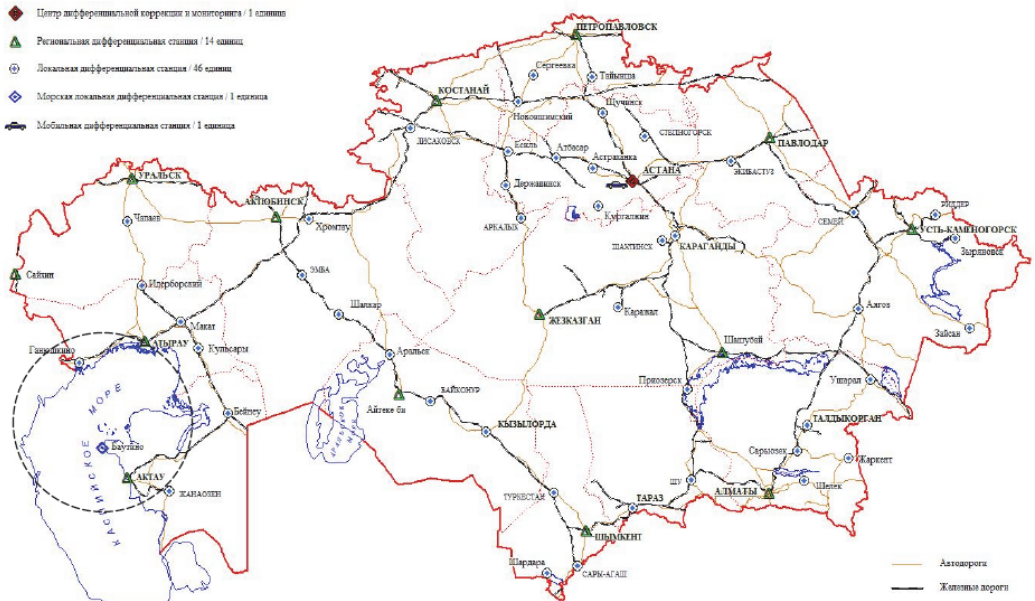 Центр дифференциальной коррекции и мониторинга / 1 единица
Региональная дифференциальная станция / 14 единиц
Локальная дифференциальная станция / 46 единиц
Морская локальная дифференциальная станция / 1 единица
Мобильная дифференциальная станция / 1 единица
ПЕТРОПАВЛОВСК
Сергеевка
Тайынша
КОСТАНАЙ
Новоишимский
Щучинск
ЛИСАКОВСК
СТЕПНОГОРСК
ПАВЛОДАР
Есиль
Атбасар
Астраханка
АСТАНА
ЭКИБАСТУЗ
УРАЛЬСК
Державинск
Кургалжин
РИДДЕР
АКТЮБИНСК
Чапаев
Хромтау
АРКАЛЫК
СЕМЕЙ
УСТЬ-КАМЕНОГОРСК
ШАХТИНСК
КАРАГАНДЫ
Зыряновск
Сайхин
ЭМБА
Идерборский
Шалкар
ЖЕЗКАЗГАН
Каражал
Аягоз
Макат
Зайсан
АТЫРАУ
Ганюшкино
Кульсары
Аральск
Шашубай
Приозерск
Ушарал
Айтеке би
БАЙКОНУР
Бейнеу
АРАЛЬСКОЕ МОРЕ
КЫЗЫЛОРДА
ТАЛДЫКОРГАН
КАСПИЙСКОЕ МОРЕ
Баутино
Сарыозек
Жаркент
АКТАУ
ЖАНАОЗЕН
ТУРКЕСТАН
ТАРАЗ
ШУ
АЛМАТЫ
Шелек
ШЫМКЕНТ
Шардара
САРЫ-АГАШ
Автодороги
Железные дороги